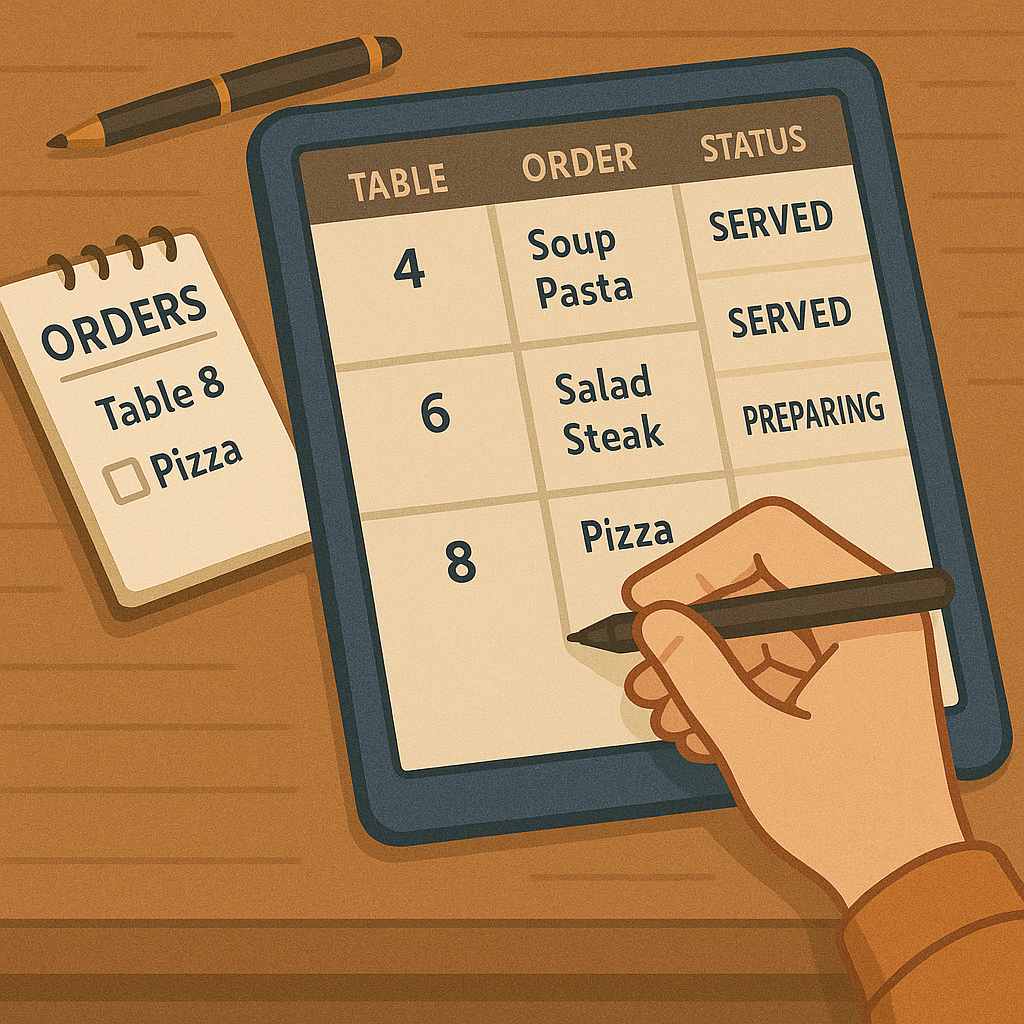 TABLE ORDER STATUS
4 Soup SERVED
Pasta
SERVED
6 Salad
Steak PREPARING
8 Pizza
ORDERS
Table 8
Pizza